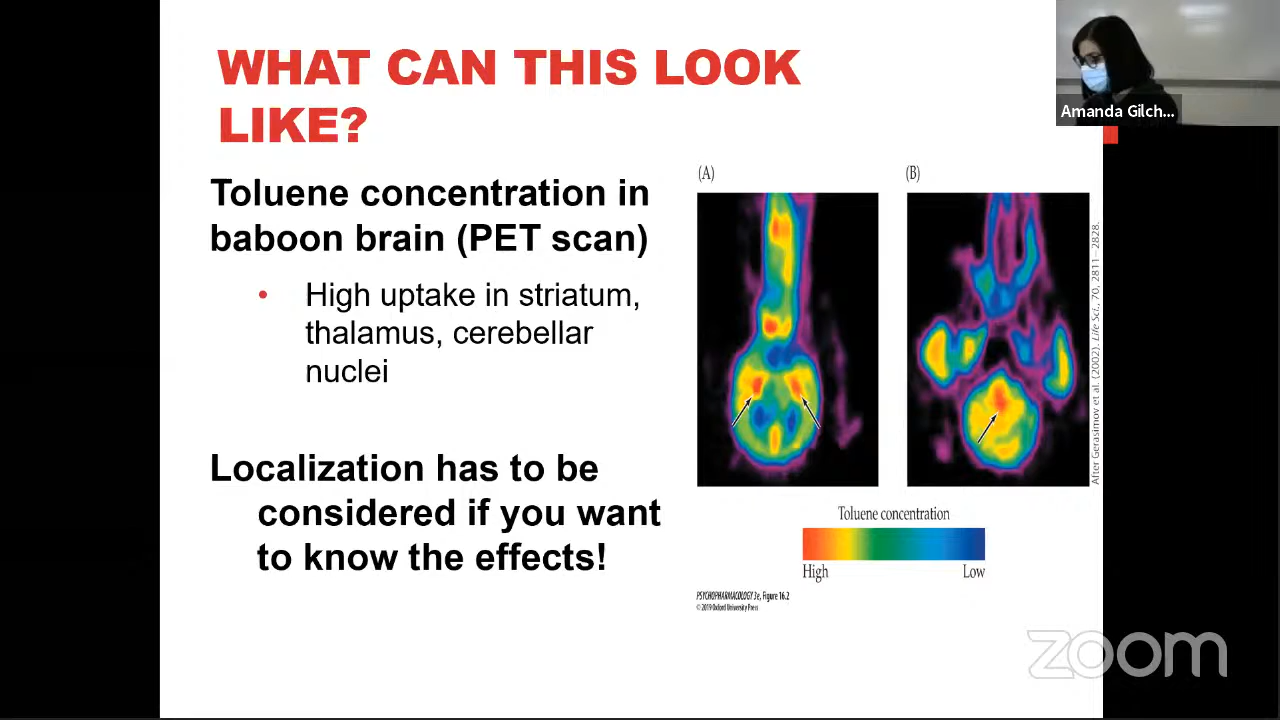 WHAT CAN THIS LOOK
LIKE?
Amanda Gilch...
Toluene concentration in
baboon brain (PET scan)
• High uptake in striatum,
thalamus, cerebellar
nuclei
Localization has to be
considered if you want
to know the effects!
(A)
(B)
After Gerasimov et al. (2002). Life Sci., 70, 2811–2828.
Toluene concentration
High
Low
PSYCHOPHARMACOLOGY 3e, Figure 16.2
© 2019 Oxford University Press
zoom